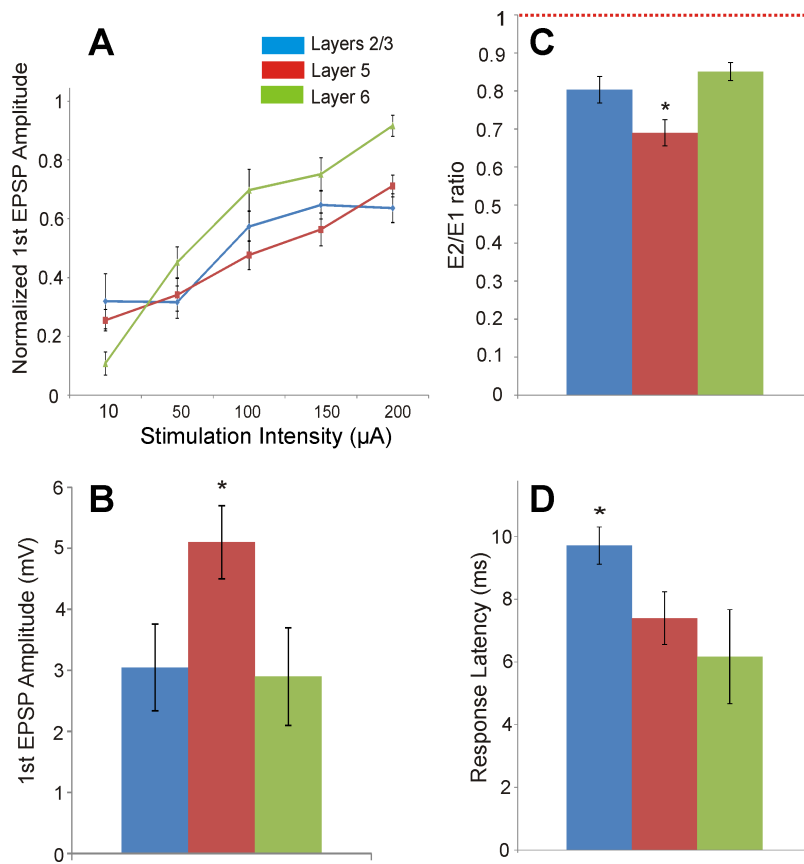 A
Layers 2/3
Layer 5
Layer 6
Normalized 1st EPSP Amplitude
1
0.8
0.6
0.4
0.2
0
10 50 100 150 200
Stimulation Intensity (µA)
C
E2/E1 ratio
1
0.9
0.8
0.7
0.6
0.5
0.4
0.3
0.2
0.1
0
*
B
1st EPSP Amplitude (mV)
6
5
4
3
2
1
0
*
D
Response Latency (ms)
10
8
6
4
2
0
*